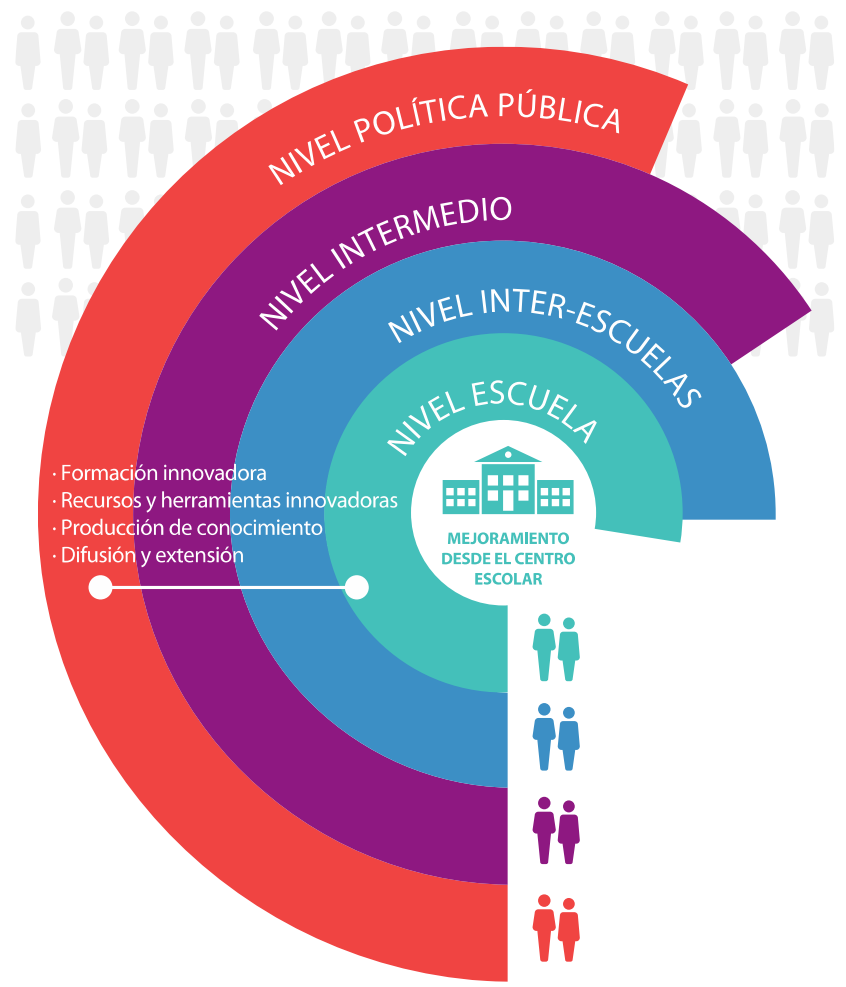 NIVEL POLÍTICA PÚBLICA
NIVEL INTERMEDIO
NIVEL INTER-ESCUELAS
NIVEL ESCUELA
· Formación innovadora
· Recursos y herramientas innovadoras
· Producción de conocimiento
· Difusión y extensión
MEJORAMIENTO
DESDE EL CENTRO
ESCOLAR